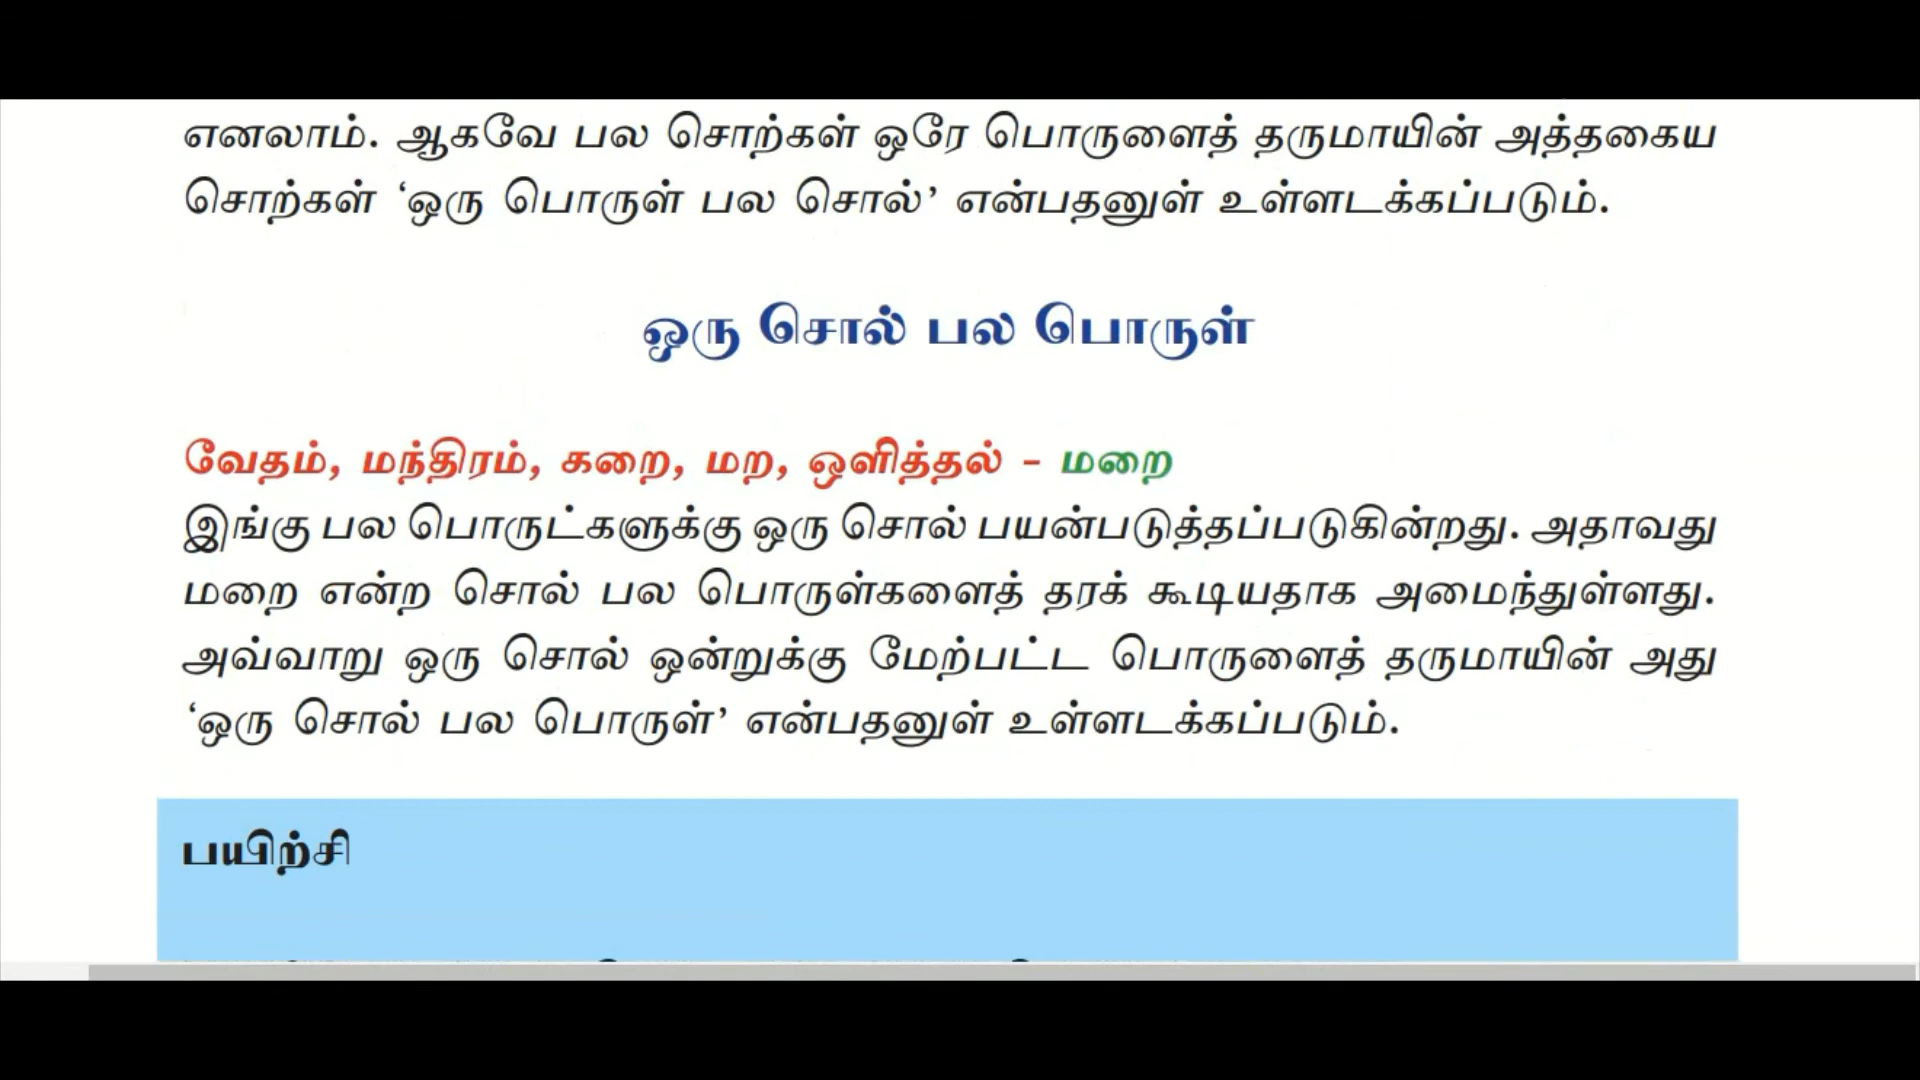 எனலாம். ஆகவே பல சொற்கள் ஒரே பொருளைத் தருமாயின் அத்தகைய
சொற்கள் ‘ஒரு பொருள் பல சொல்’ என்பதனுள் உள்ளடக்கப்படும்.
ஒரு சொல் பல பொருள்
வேதம், மந்திரம், கறை, மற, ஒளித்தல் - மறை
இங்கு பல பொருட்களுக்கு ஒரு சொல் பயன்படுத்தப்படுகின்றது. அதாவது
மறை என்ற சொல் பல பொருள்களைத் தரக் கூடியதாக அமைந்துள்ளது.
அவ்வாறு ஒரு சொல் ஒன்றுக்கு மேற்பட்ட பொருளைத் தருமாயின் அது
‘ஒரு சொல் பல பொருள்’ என்பதனுள் உள்ளடக்கப்படும்.
பயிற்சி